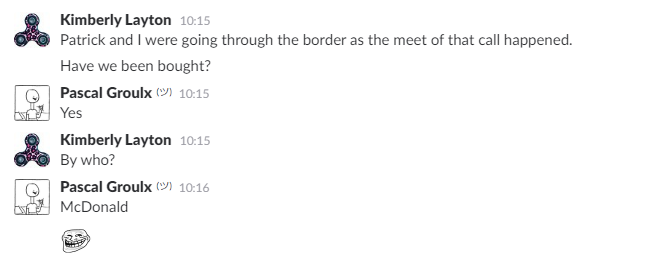 Kimberly Layton 10:15
Patrick and I were going through the border as the meet of that call happened.
Have we been bought?
Pascal Groulx (ツ) 10:15
Yes
Kimberly Layton 10:15
By who?
Pascal Groulx (ツ) 10:16
McDonald